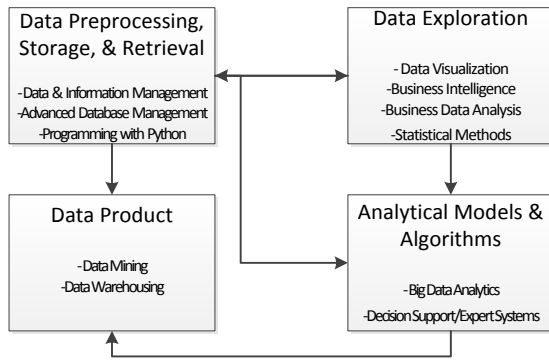 Data Preprocessing,
Storage, & Retrieval
-Data & Information Management
-Advanced Database Management
-Programming with Python
Data Exploration
-Data Visualization
-Business Intelligence
-Business Data Analysis
-Statistical Methods
Data Product
-Data Mining
-Data Warehousing
Analytical Models &
Algorithms
-Big Data Analytics
-Decision Support/Expert Systems